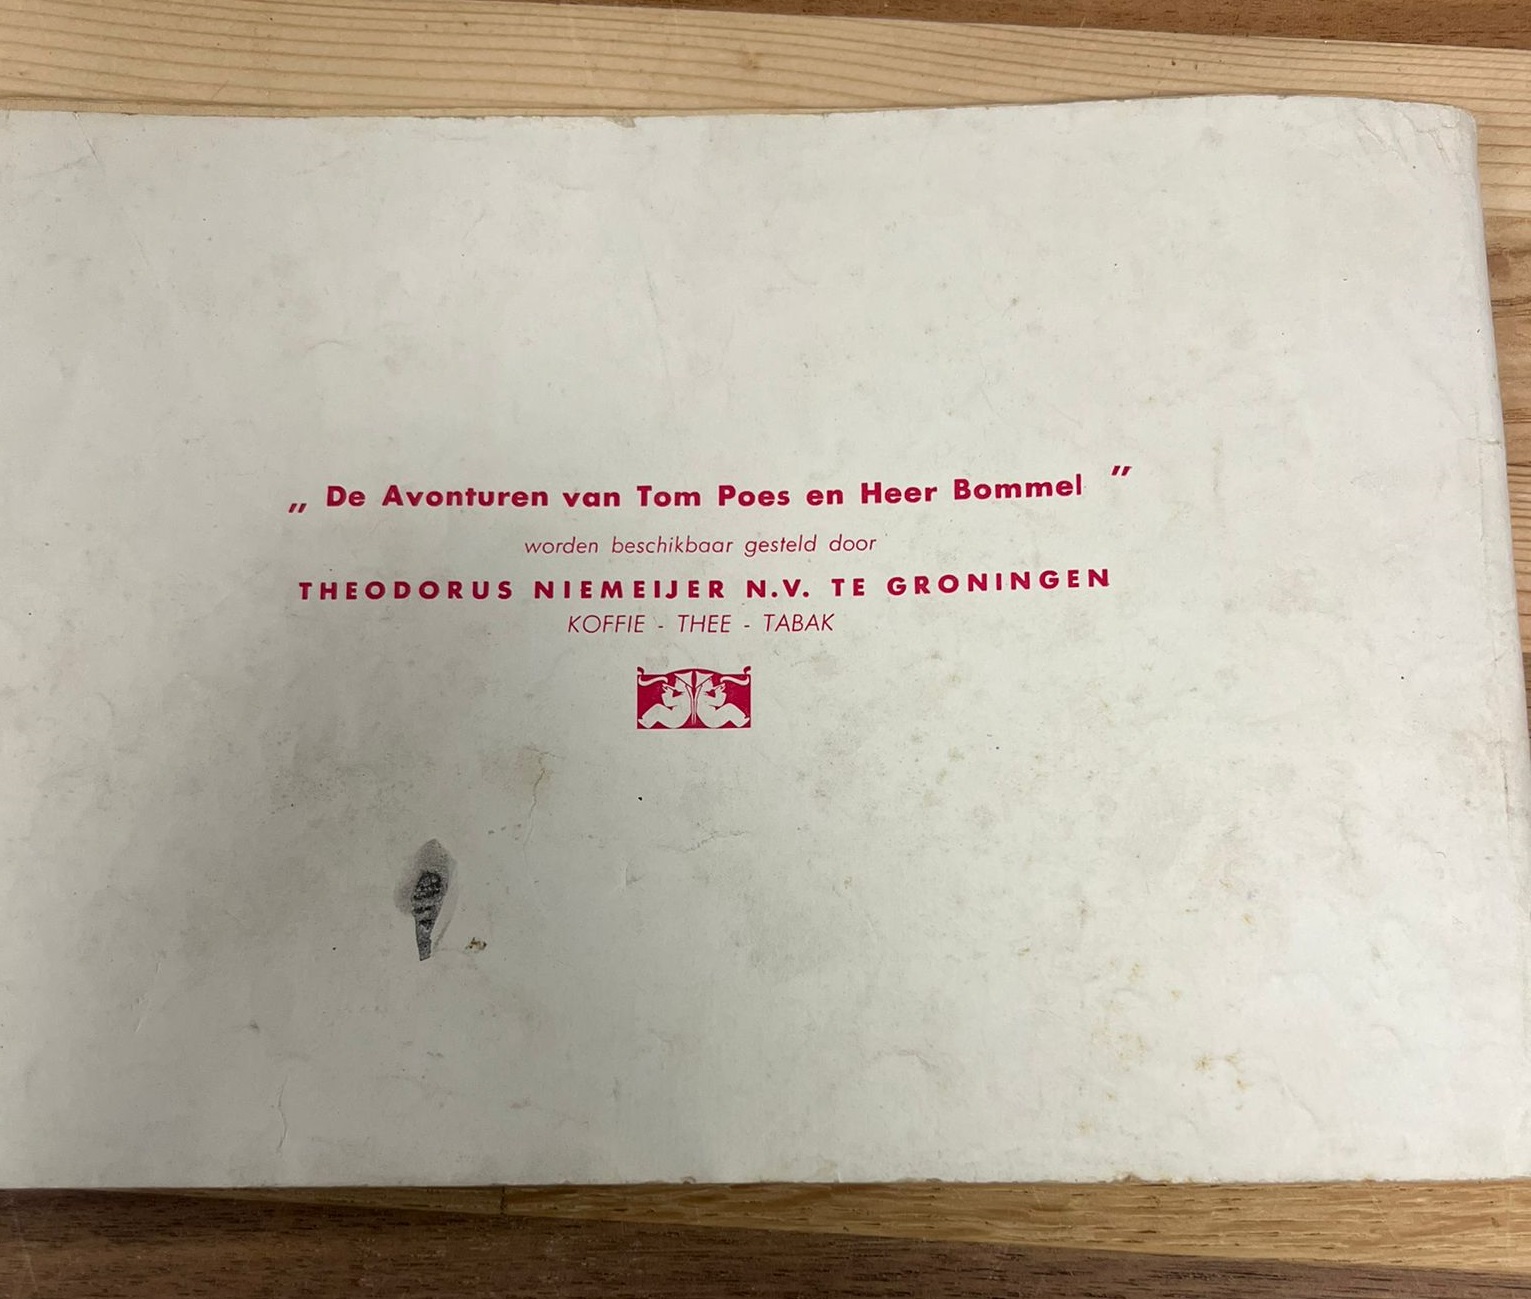 „ De Avonturen van Tom Poes en Heer Bommel ”
worden beschikbaar gesteld door
THEODORUS NIEMEIJER N.V. TE GRONINGEN
KOFFIE - THEE - TABAK